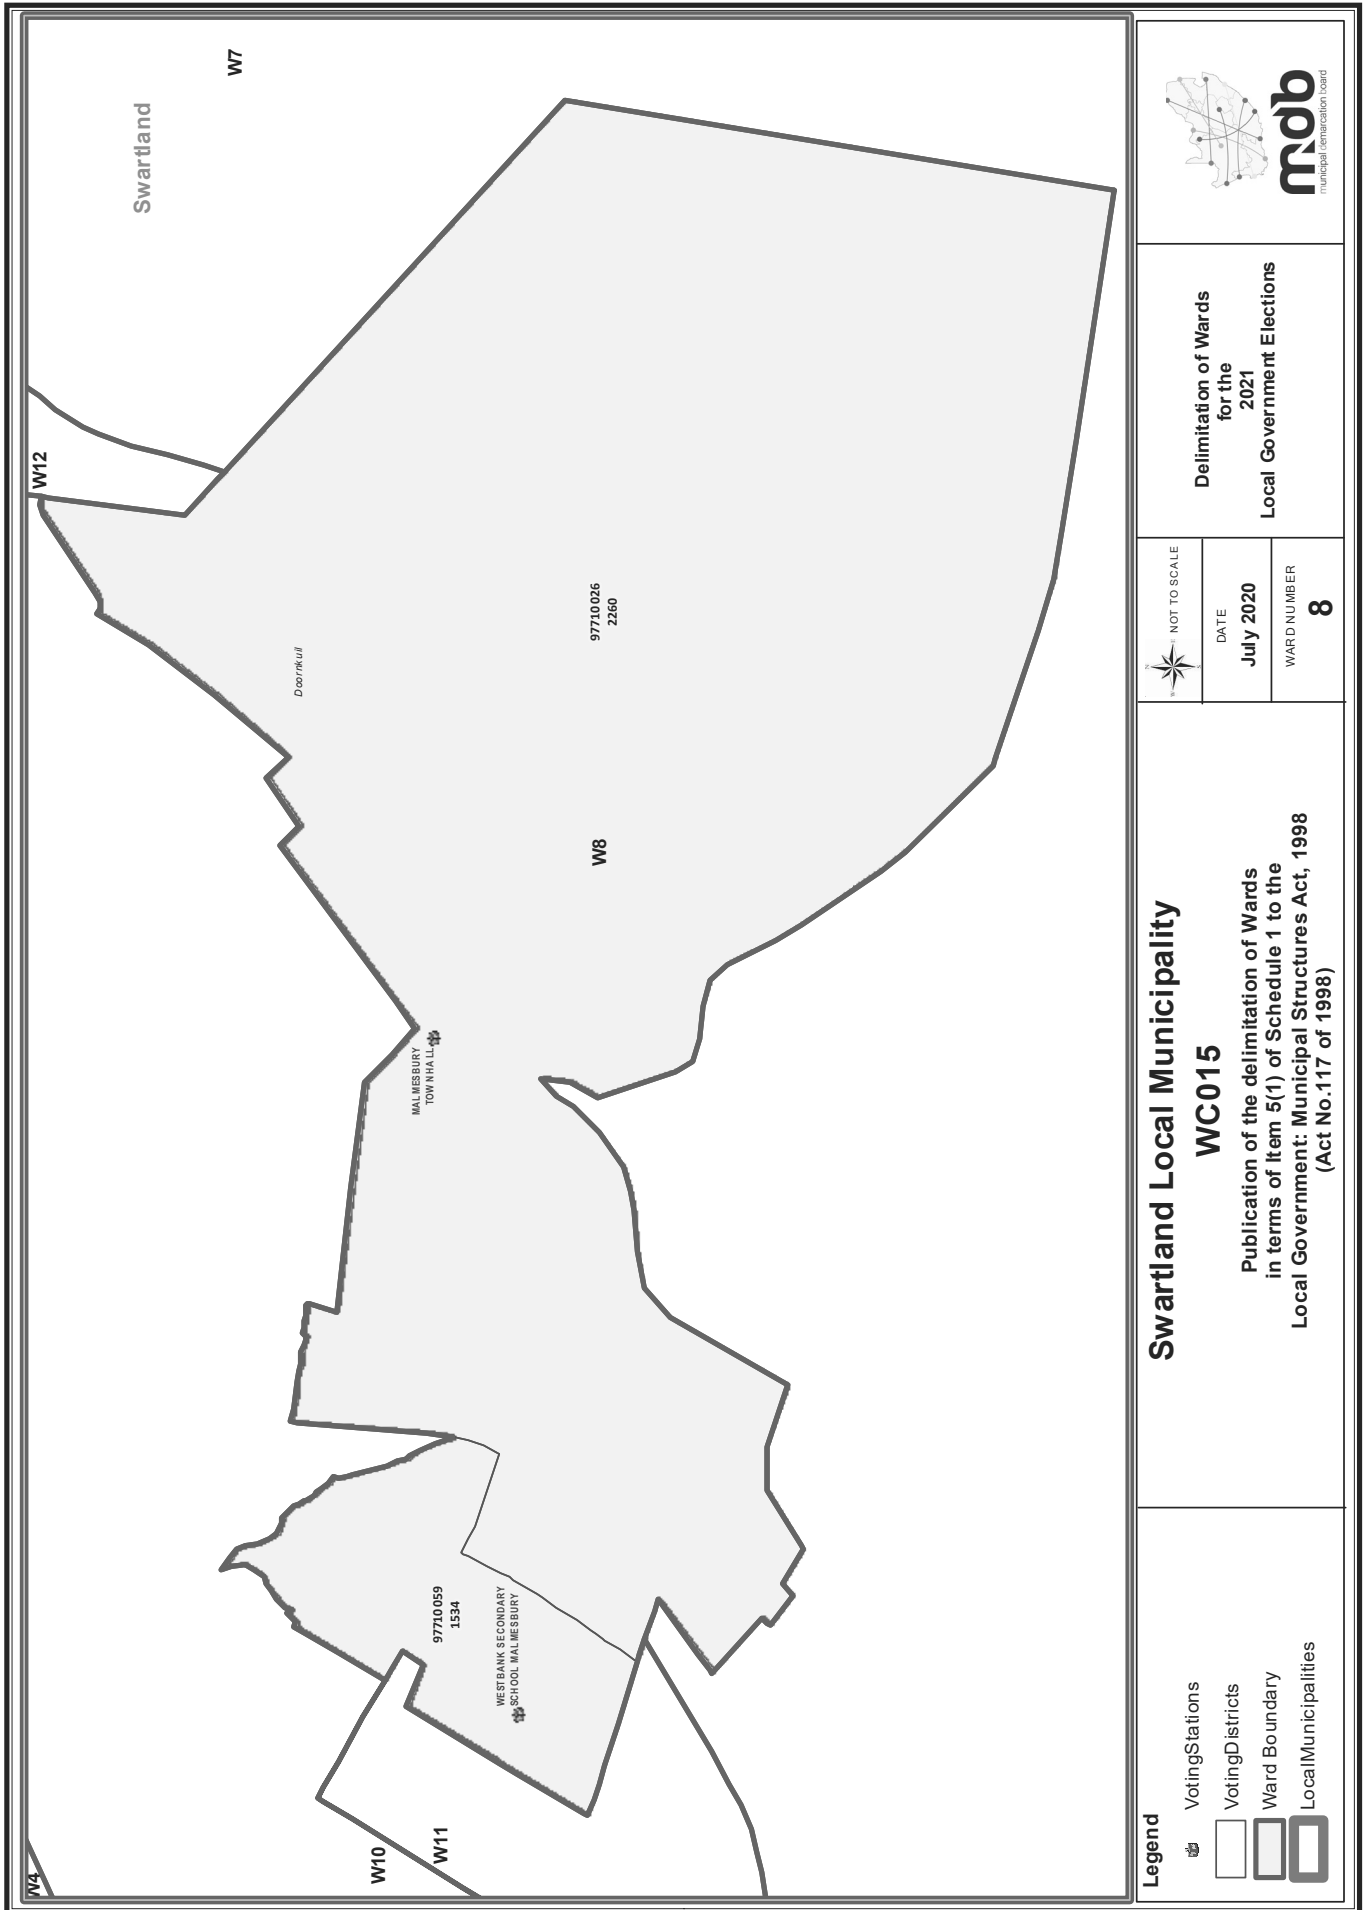 Swartland
W7
W12
Doornkuil
97710026
2260
W8
MALMESBURY
TOWN HALL
97710059
1534
WESTBANK SECONDARY
SCHOOL MALMESBURY
W10
W11
W4
Legend
VotingStations
VotingDistricts
Ward Boundary
LocalMunicipalities
Swartland Local Municipality
WC015
Publication of the delimitation of Wards
in terms of Item 5(1) of Schedule 1 to the
Local Government: Municipal Structures Act, 1998
(Act No.117 of 1998)
N
W E
S
NOT TO SCALE
DATE
July 2020
WARD NUMBER
8
Delimitation of Wards
for the
2021
Local Government Elections
mdb
municipal demarcation board